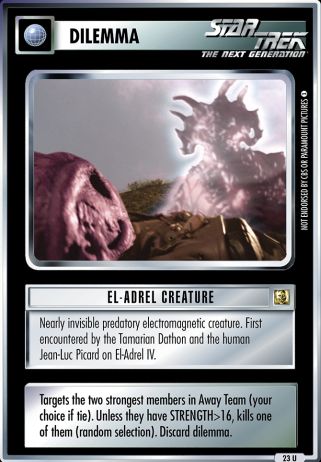 DILEMMA
STAR TREK
THE NEXT GENERATION
NOT ENDORSED BY CBS OR PARAMOUNT PICTURES
EL-ADREL CREATURE
Nearly invisible predatory electromagnetic creature. First
encountered by the Tamarian Dathon and the human
Jean-Luc Picard on El-Adrel IV.
Targets the two strongest members in Away Team (your
choice if tie). Unless they have STRENGTH>16, kills one
of them (random selection). Discard dilemma.
23 U